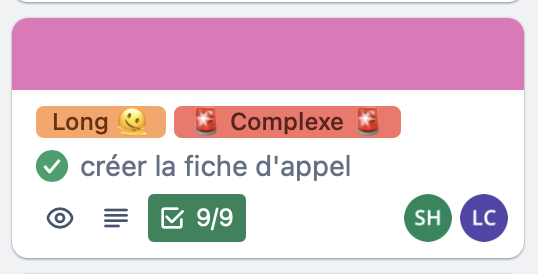 Long 🫠 🚨 Complexe 🚨
créer la fiche d'appel
9/9 SH LC